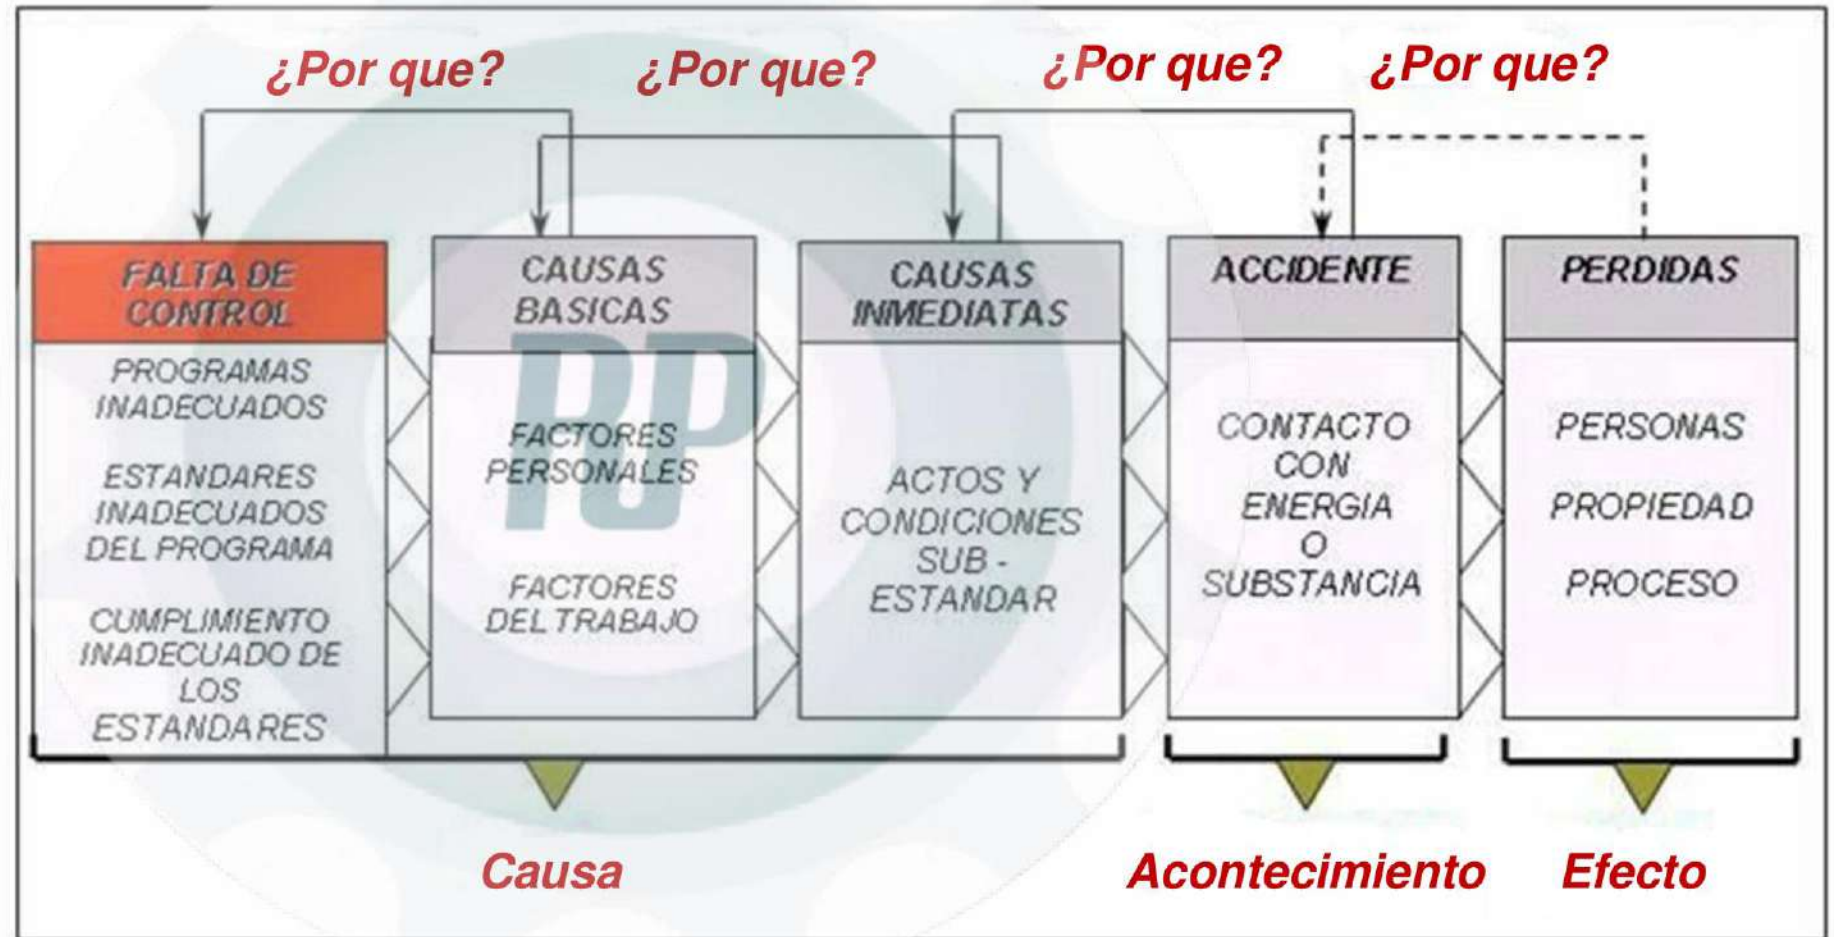 ¿Por que? ¿Por que? ¿Por que? ¿Por que?
FALTA DE
CONTROL
PROGRAMAS
INADECUADOS
ESTANDARES
INADECUADOS
DEL PROGRAMA
CUMPLIMIENTO
INADECUADO DE
LOS
ESTANDARES
CAUSAS
BASICAS
RP
FACTORES
PERSONALES
FACTORES
DEL TRABAJO
CAUSAS
INMEDIATAS
ACTOS Y
CONDICIONES
SUB -
ESTANDAR
ACCIDENTE
CONTACTO
CON
ENERGIA
O
SUBSTANCIA
PERDIDAS
PERSONAS
PROPIEDAD
PROCESO
Causa
Acontecimiento
Efecto